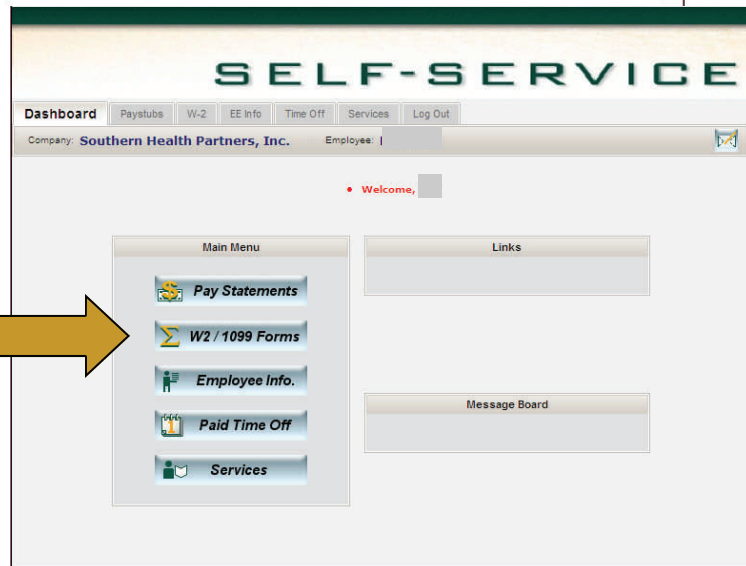 SELF-SERVICE
Dashboard Paystubs W-2 EE Info Time Off Services Log Out
Company: Southern Health Partners, Inc. Employee:
• Welcome,
Main Menu
Links
Pay Statements
W2 / 1099 Forms
Employee Info.
Message Board
Paid Time Off
Services